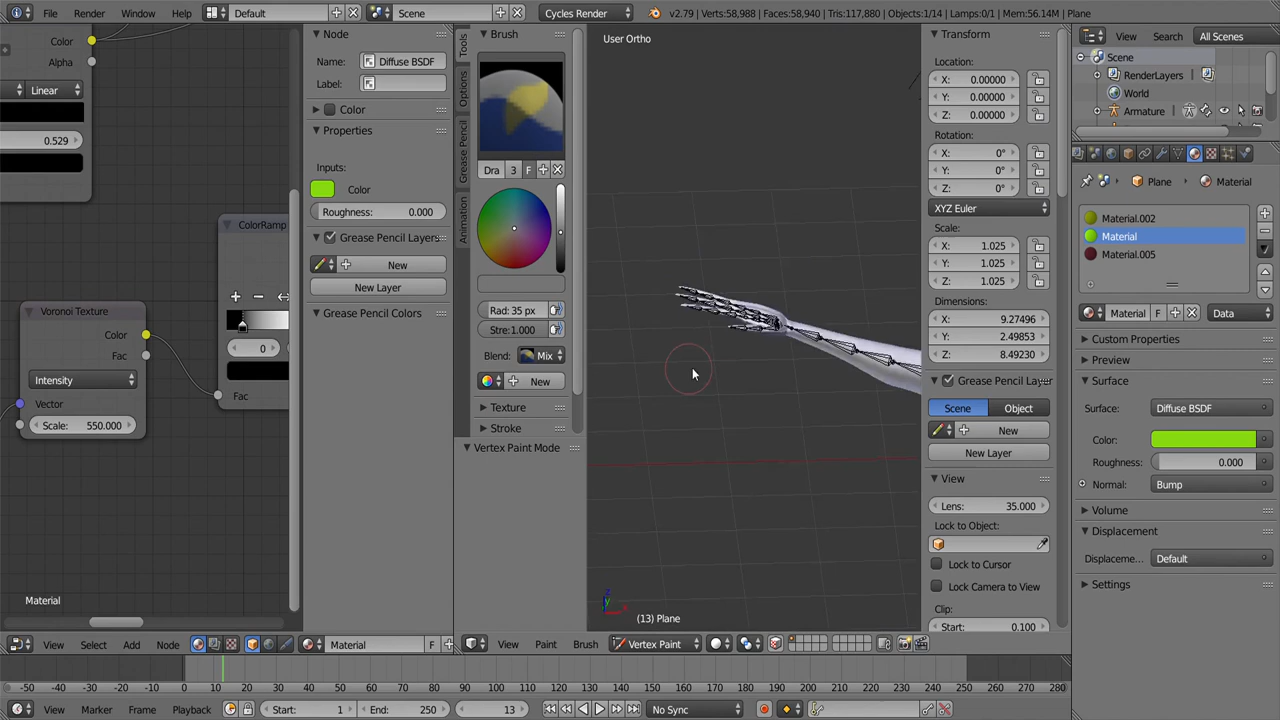 File Render Window Help Default Scene Cycles Render v2.79 | Verts:58,988 | Faces:58,940 | Tris:117,880 | Objects:1/14 | Lamps:0/1 | Mem:56.14M | Plane
Color
Alpha
Linear
0.529
Voronoi Texture
Color
Fac
Intensity
Vector
Scale: 550.000
ColorRamp
0
Fac
Material
Node
Name: Diffuse BSDF
Label:
Color
Properties
Inputs:
Color
Roughness: 0.000
Grease Pencil Layers
New
New Layer
Grease Pencil Colors
Tools
Options
Grease Pencil
Animation
Brush
Dra 3 F
Rad: 35 px
Stre:1.000
Blend: Mix
New
Texture
Stroke
Vertex Paint Mode
User Ortho
(13) Plane
Transform
Location:
X: 0.00000
Y: 0.00000
Z: 0.00000
Rotation:
X: 0°
Y: 0°
Z: 0°
XYZ Euler
Scale:
X: 1.025
Y: 1.025
Z: 1.025
Dimensions:
X: 9.27496
Y: 2.49853
Z: 8.49230
Grease Pencil Laye
Scene Object
New
New Layer
View
Lens: 35.000
Lock to Object:
Lock to Cursor
Lock Camera to View
Clip:
Start: 0.100
View Search All Scenes
Scene
RenderLayers
World
Armature
Plane Material
Material.002
Material
Material.005
Material F Data
Custom Properties
Preview
Surface
Surface: Diffuse BSDF
Color:
Roughness: 0.000
Normal: Bump
Volume
Displacement
Displaceme... Default
Settings
View Select Add Node Material F
View Paint Brush Vertex Paint
-50 -40 -30 -20 -10 0 10 20 30 40 50 60 70 80 90 100 110 120 130 140 150 160 170 180 190 200 210 220 230 240 250 260 270 280
View Marker Frame Playback Start: 1 End: 250 13 No Sync